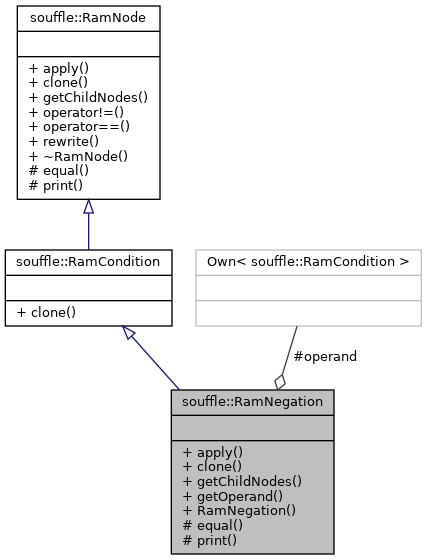 souffle::RamNode
+ apply()
+ clone()
+ getChildNodes()
+ operator!=()
+ operator==()
+ rewrite()
+ ~RamNode()
# equal()
# print()
souffle::RamCondition
+ clone()
Own< souffle::RamCondition >
#operand
souffle::RamNegation
+ apply()
+ clone()
+ getChildNodes()
+ getOperand()
+ RamNegation()
# equal()
# print()